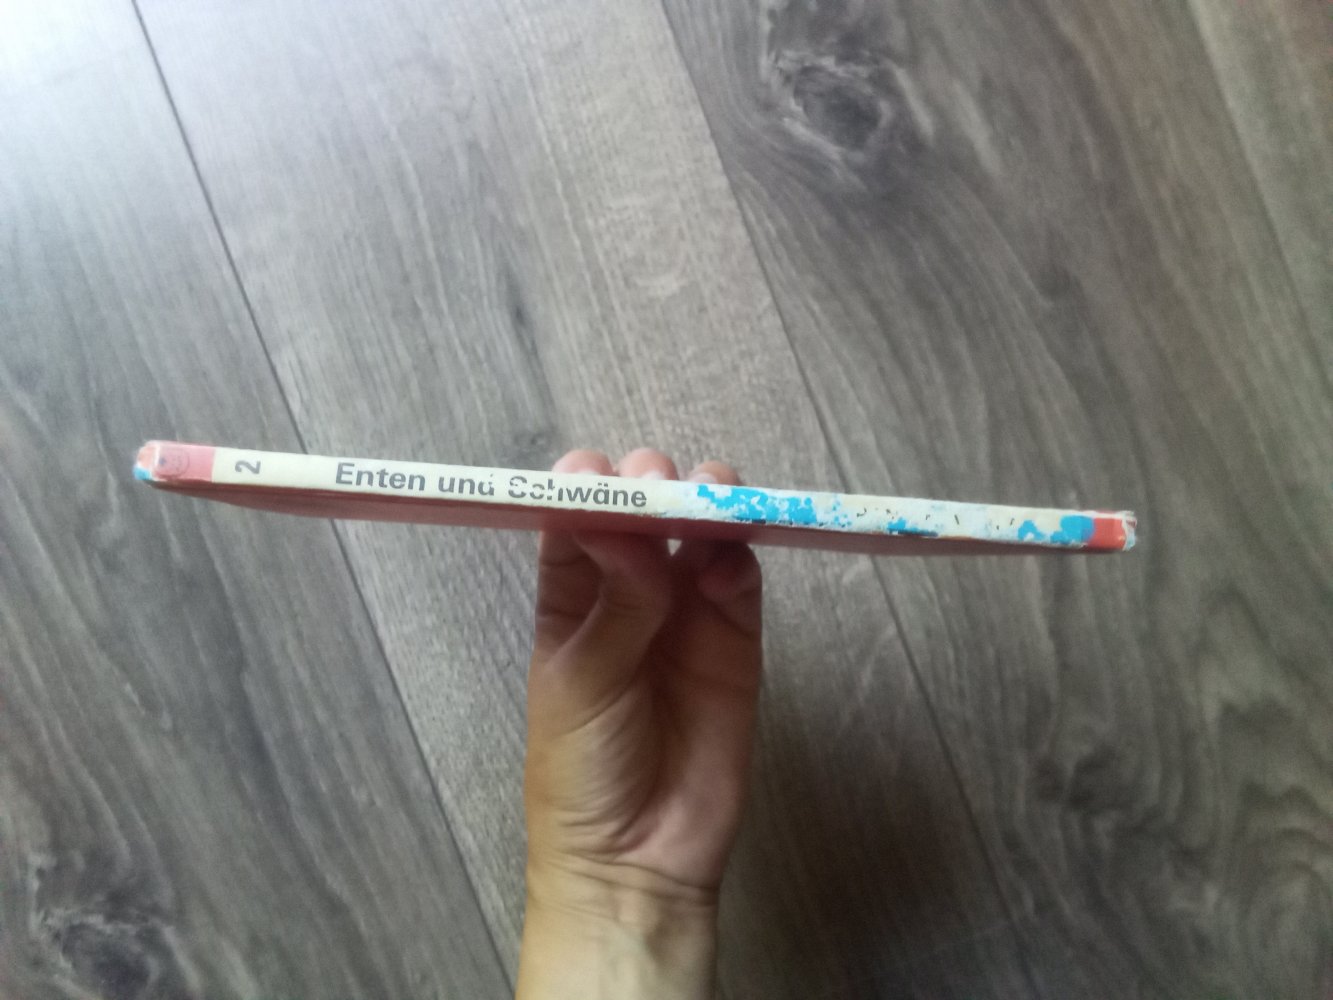 2 Enten und Schwäne